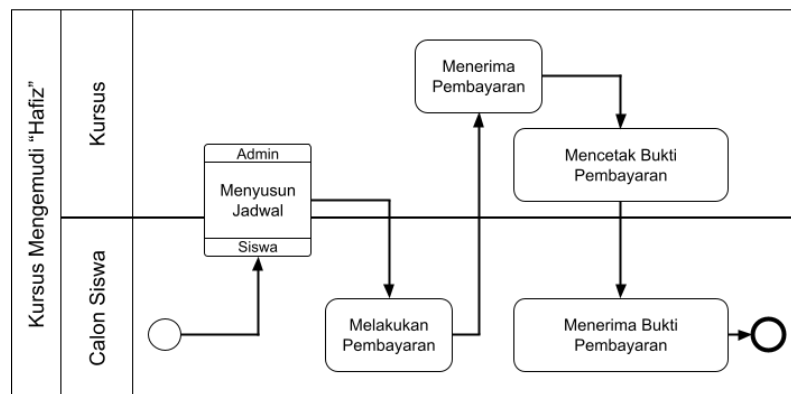 Kursus Mengemudi “Hafiz”
Kursus
Calon Siswa
Menerima
Pembayaran
Admin
Menyusun
Jadwal
Siswa
Mencetak Bukti
Pembayaran
Melakukan
Pembayaran
Menerima Bukti
Pembayaran